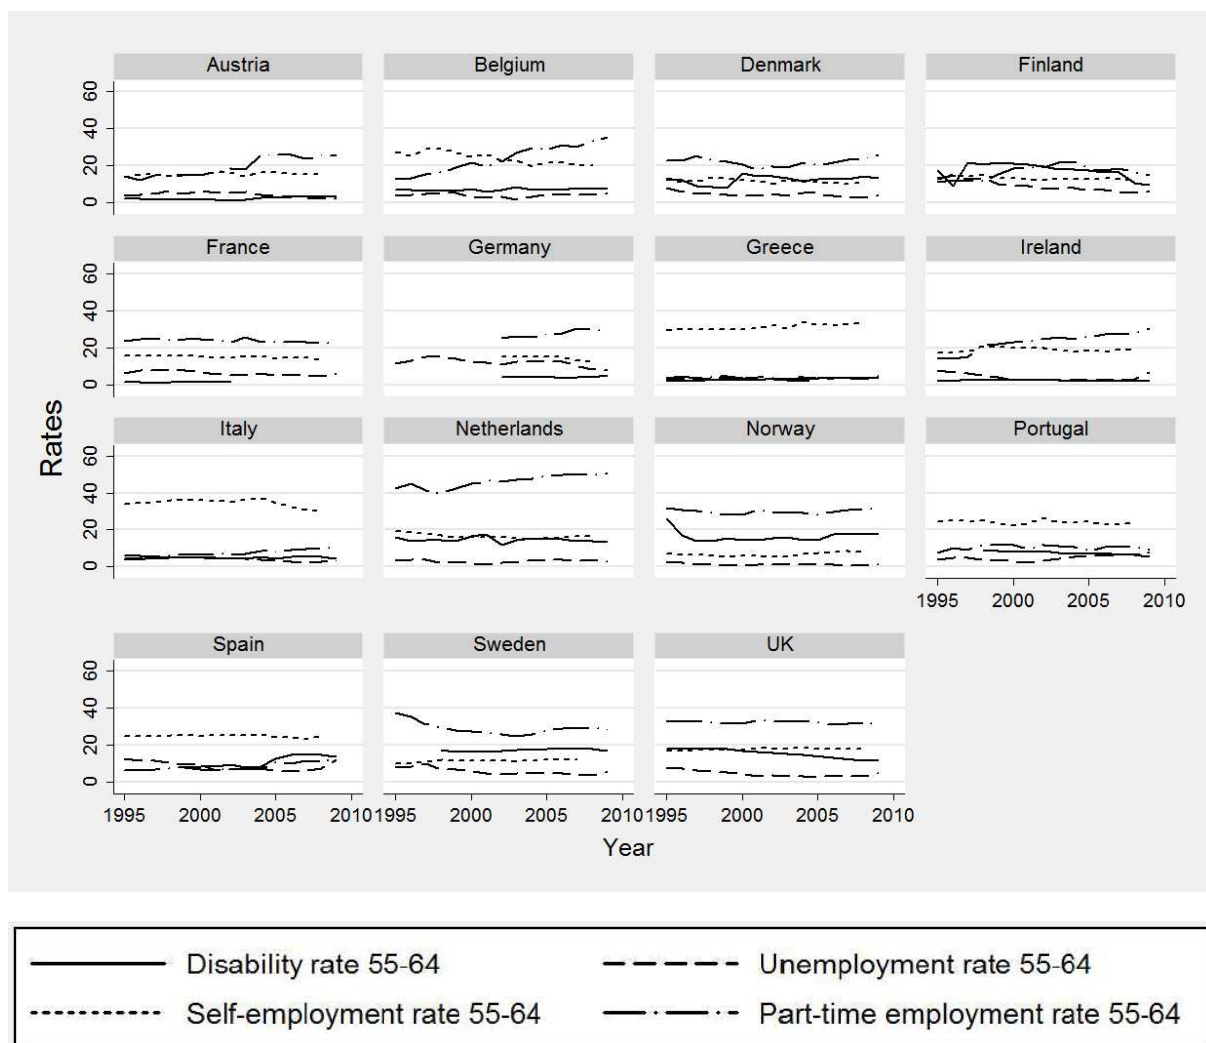 Austria Belgium Denmark Finland
60
40
20
0
France Germany Greece Ireland
60
40
20
0
Italy Netherlands Norway Portugal
60
40
20
0
1995 2000 2005 2010
Spain Sweden UK
60
40
20
0
1995 2000 2005 2010 1995 2000 2005 2010 1995 2000 2005 2010
Rates
Year
Disability rate 55-64 Unemployment rate 55-64
Self-employment rate 55-64 Part-time employment rate 55-64